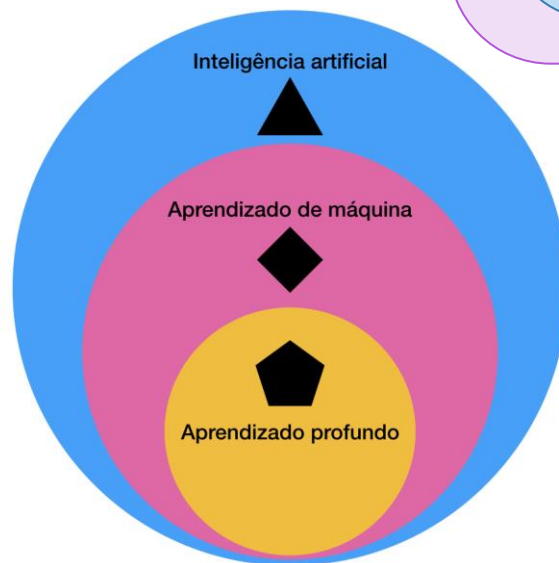 Inteligência artificial
Aprendizado de máquina
Aprendizado profundo